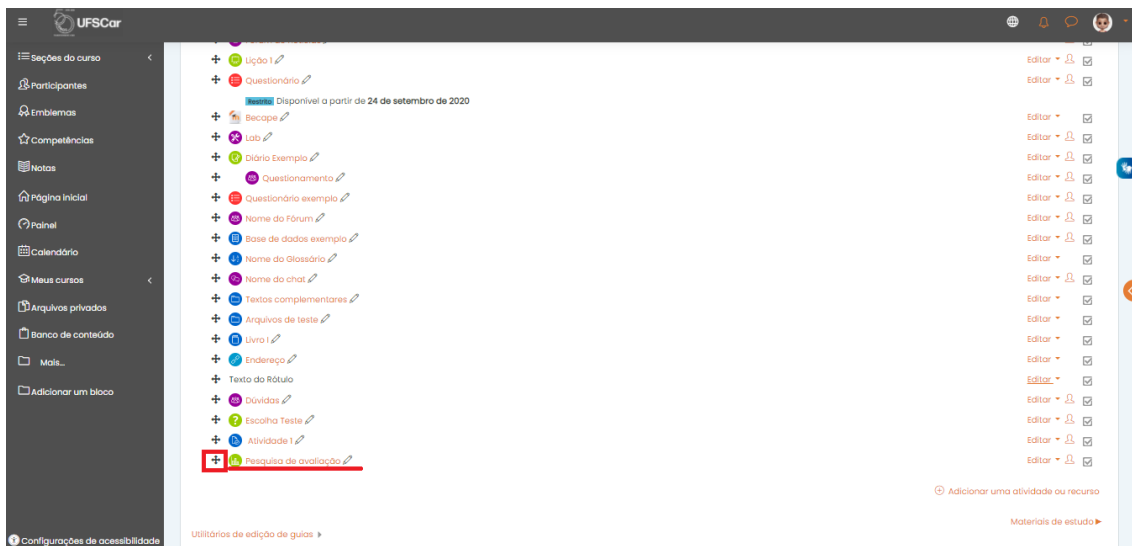 UFSCar
Seções do curso
Participantes
Emblemas
Competências
Notas
Página inicial
Painel
Calendário
Meus cursos
Arquivos privados
Banco de conteúdo
Mais...
Adicionar um bloco
Configurações de acessibilidade
Lição 1 Editar
Questionário Editar
Restrito Disponível a partir de 24 de setembro de 2020
Becape Editar
Lab Editar
Diário Exemplo Editar
Questionamento Editar
Questionário exemplo Editar
Nome do Fórum Editar
Base de dados exemplo Editar
Nome do Glossário Editar
Nome do chat Editar
Textos complementares Editar
Arquivos de teste Editar
Livro I Editar
Endereço Editar
Texto do Rótulo Editar
Dúvidas Editar
Escolha Teste Editar
Atividade 1 Editar
Pesquisa de avaliação Editar
Adicionar uma atividade ou recurso
Materiais de estudo
Utilitários de edição de guias